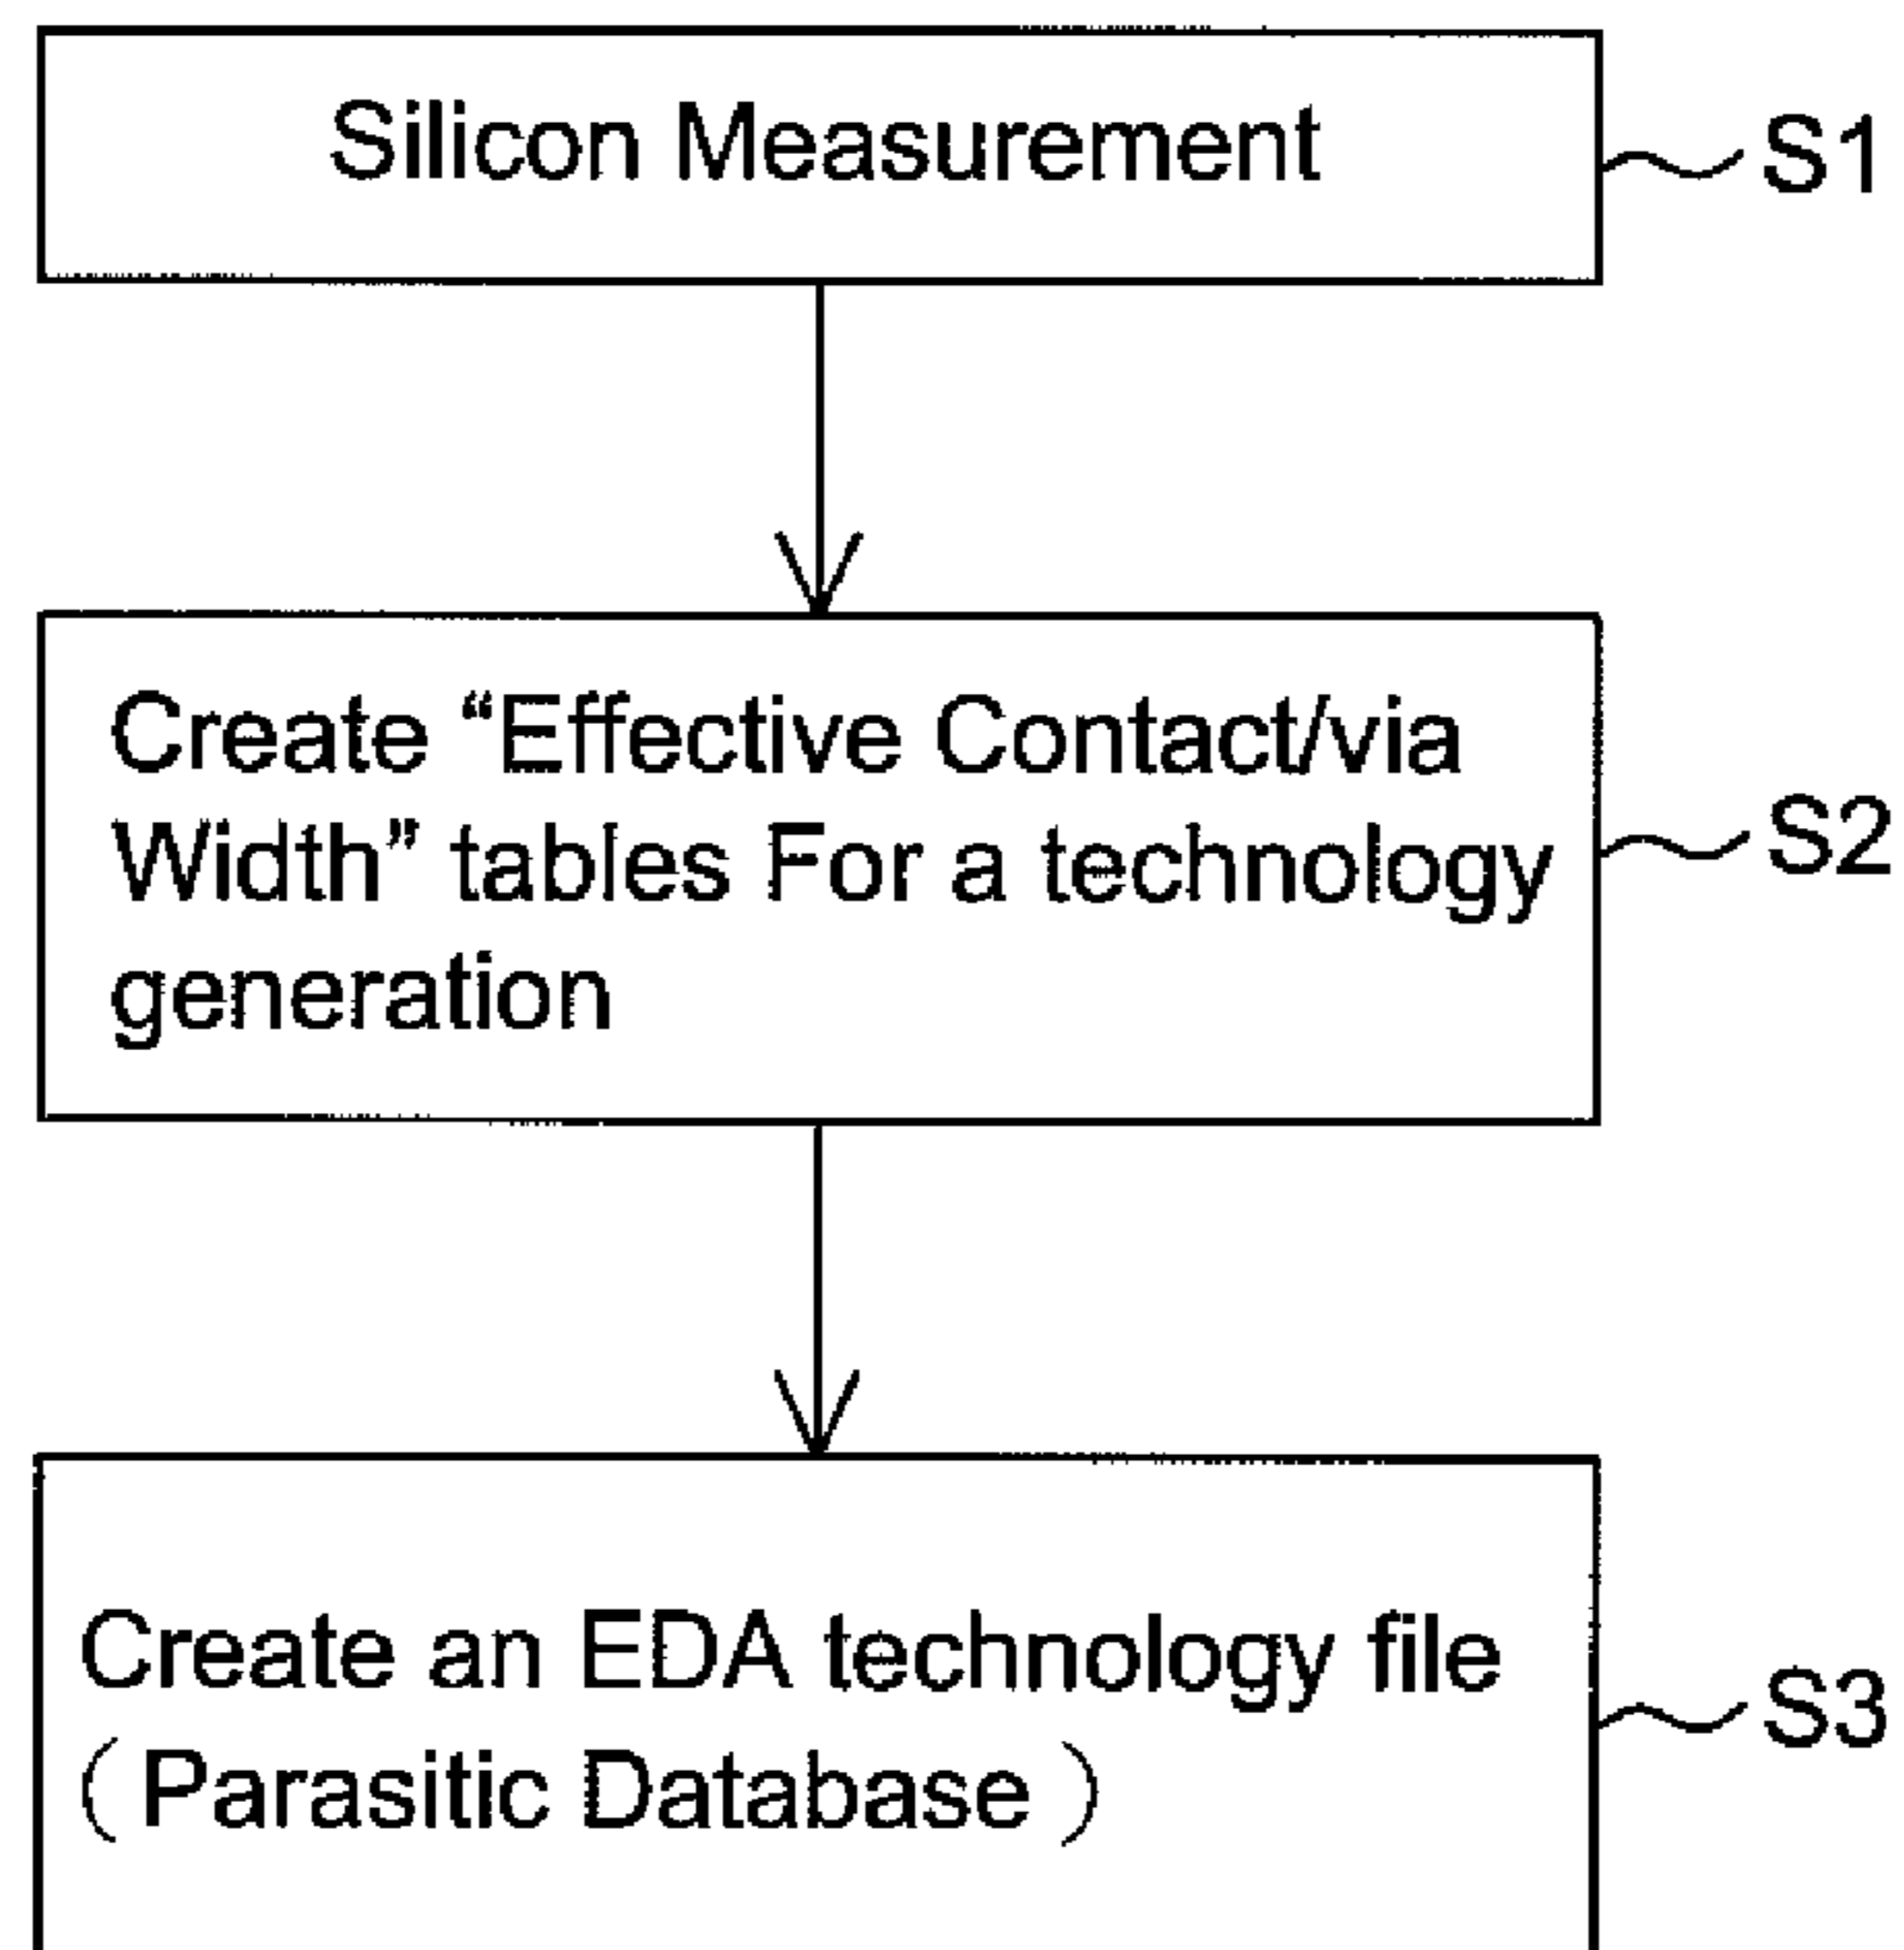 Silicon Measurement
S1
Create “Effective Contact/via
Width” tables For a technology
generation
S2
Create an EDA technology file
(Parasitic Database)
S3